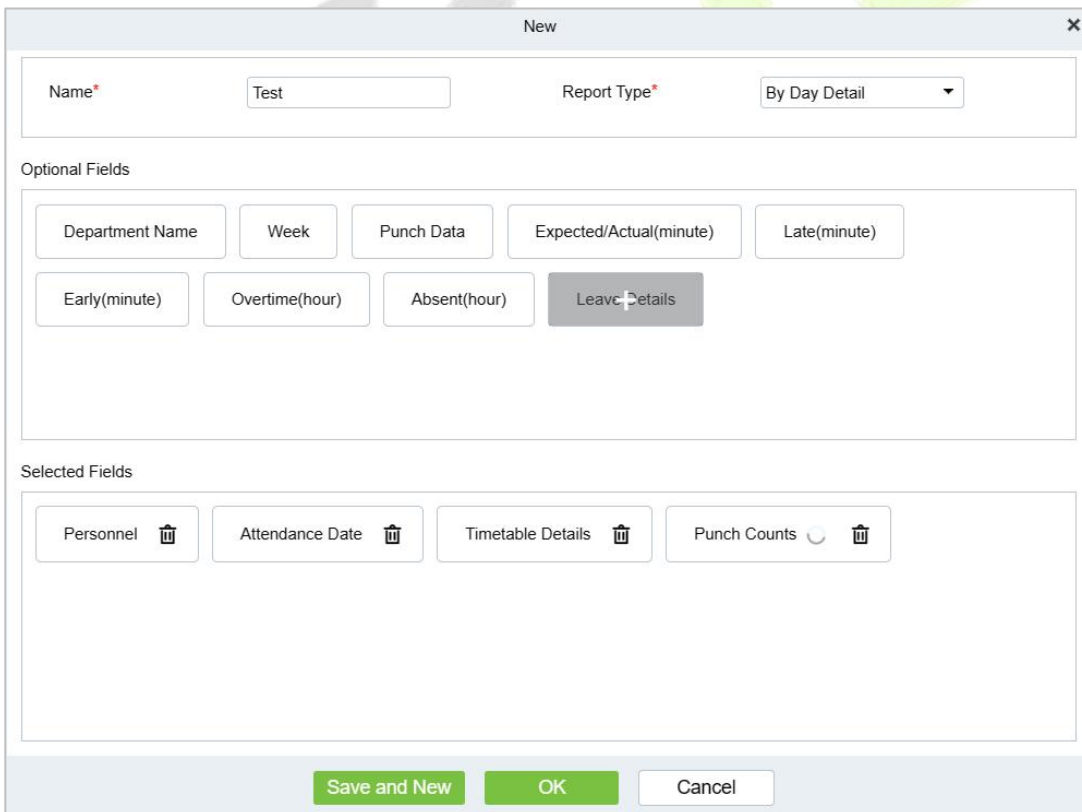 New
Name* Test Report Type* By Day Detail
Optional Fields
Department Name Week Punch Data Expected/Actual(minute) Late(minute)
Early(minute) Overtime(hour) Absent(hour) Leave Details
Selected Fields
Personnel Attendance Date Timetable Details Punch Counts
Save and New OK Cancel